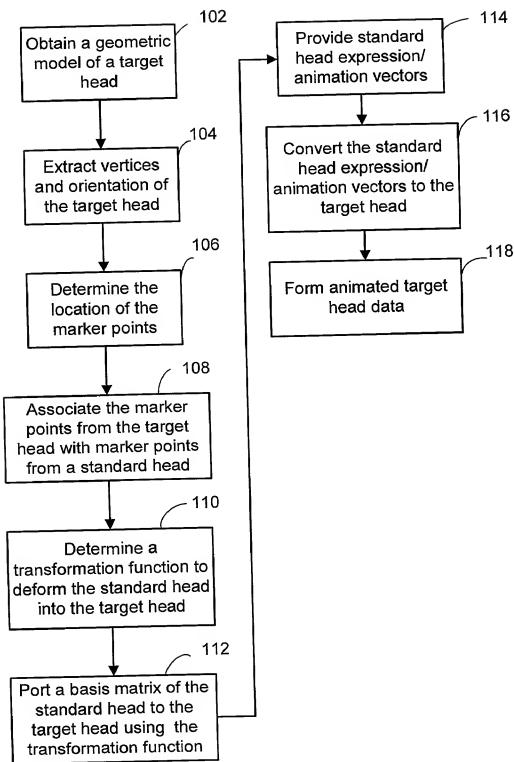 102
Obtain a geometric
model of a target
head
104
Extract vertices
and orientation of
the target head
106
Determine the
location of the
marker points
108
Associate the marker
points from the target
head with marker points
from a standard head
110
Determine a
transformation function to
deform the standard head
into the target head
112
Port a basis matrix of the
standard head to the
target head using the
transformation function
114
Provide standard
head expression/
animation vectors
116
Convert the standard
head expression/
animation vectors to the
target head
118
Form animated target
head data